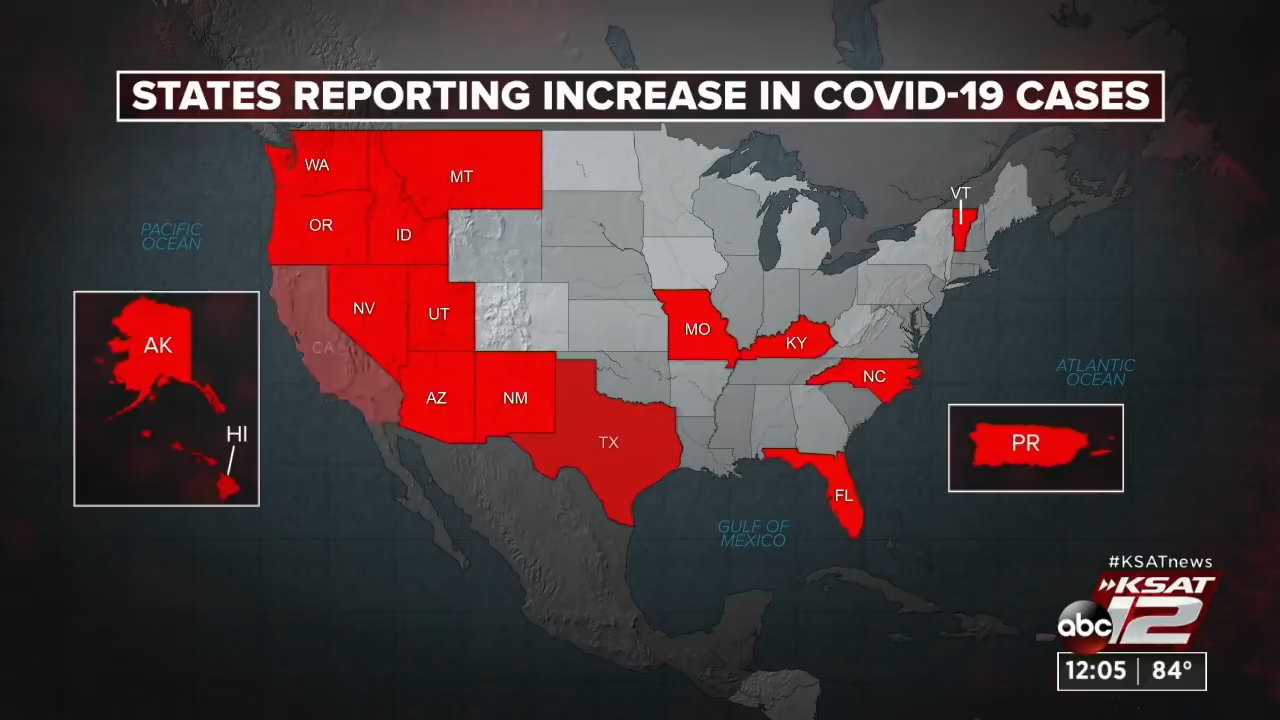 STATES REPORTING INCREASE IN COVID-19 CASES
WA
MT
VT
OR
ID
PACIFIC
OCEAN
NV
UT
MO
KY
AK
CA
ATLANTIC
OCEAN
NC
AZ
NM
HI
TX
PR
FL
GULF OF
MEXICO
#KSATnews
KSAT
abc 12
12:05 84°